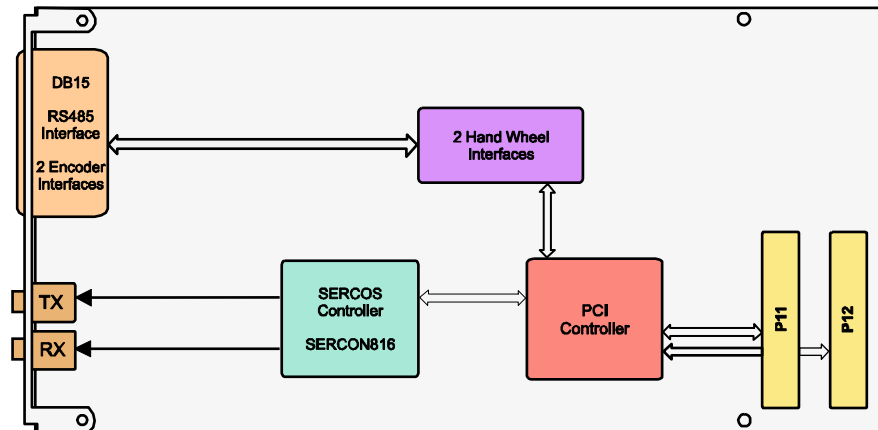 DB15
RS485
Interface
2 Encoder
Interfaces
2 Hand Wheel
Interfaces
TX
RX
SERCOS
Controller
SERCON816
PCI
Controller
P11
P12